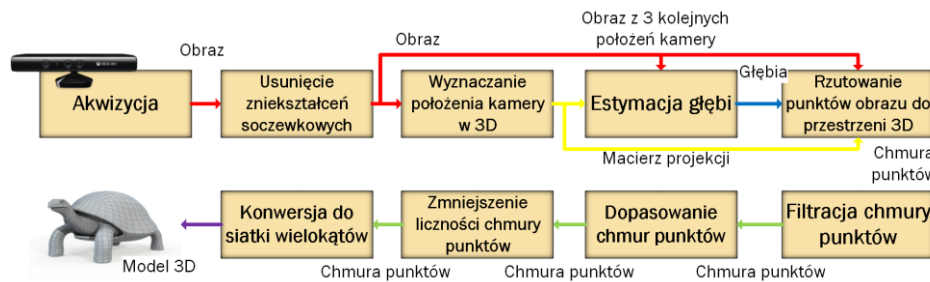 Obraz z 3 kolejnych
położeń kamery
Obraz
Obraz
Głębia
Akwizycja
Usunięcie
zniekształceń
soczewkowych
Wyznaczanie
położenia kamery
w 3D
Estymacja głębi
Rzutowanie
punktów obrazu do
przestrzeni 3D
Macierz projekcji
Chmura
punktów
Konwersja do
siatki wielokątów
Zmniejszenie
liczności chmury
punktów
Dopasowanie
chmur punktów
Filtracja chmury
punktów
Model 3D
Chmura punktów
Chmura punktów
Chmura punktów